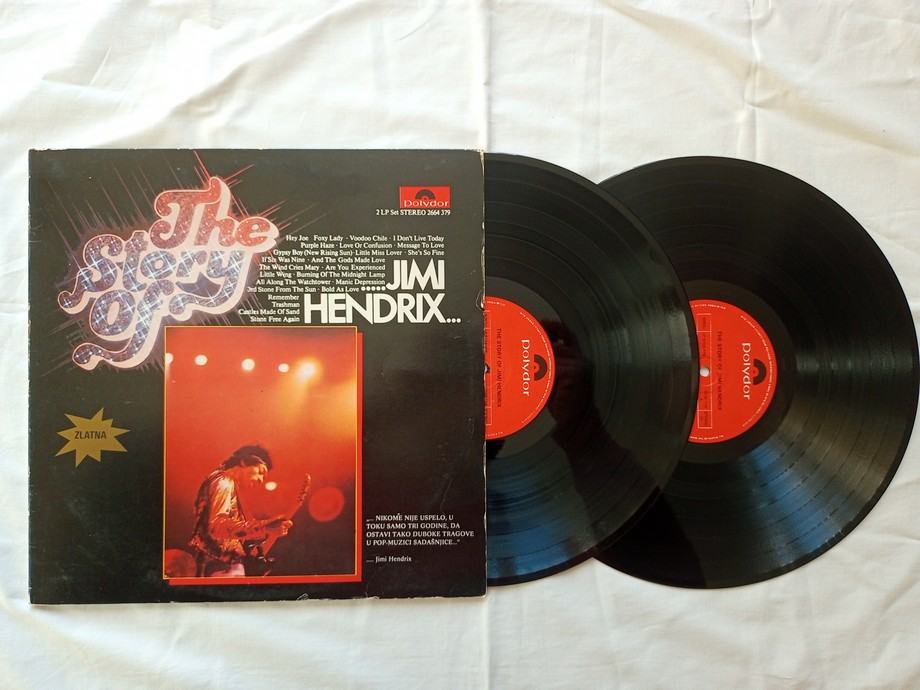 The
Story
Of
Polydor
2 LP Set STEREO 2664 379
Hey Joe Foxy Lady · Voodoo Chile · I Don't Live Today
Purple Haze · Love Or Confusion · Message To Love
Gypsy Boy (New Rising Sun) · Little Miss Lover · She's So Fine
If Six Was Nine · And The Gods Made Love
The Wind Cries Mary · Are You Experienced
Little Wing · Burning Of The Midnight Lamp
All Along The Watchtower · Manic Depression
3rd Stone From The Sun · Bold As Love
Remember
Trashman
Castles Made Of Sand
Stone Free Again
.....JIMI
HENDRIX...
ZLATNA
„... NIKOME NIJE USPELO, U
TOKU SAMO TRI GODINE, DA
OSTAVI TAKO DUBOKE TRAGOVE
U POP-MUZICI SADAŠNJICE..."
.... Jimi Hendrix
Polydor
THE STORY OF JIMI HENDRIX
Polydor
THE STORY OF JIMI HENDRIX